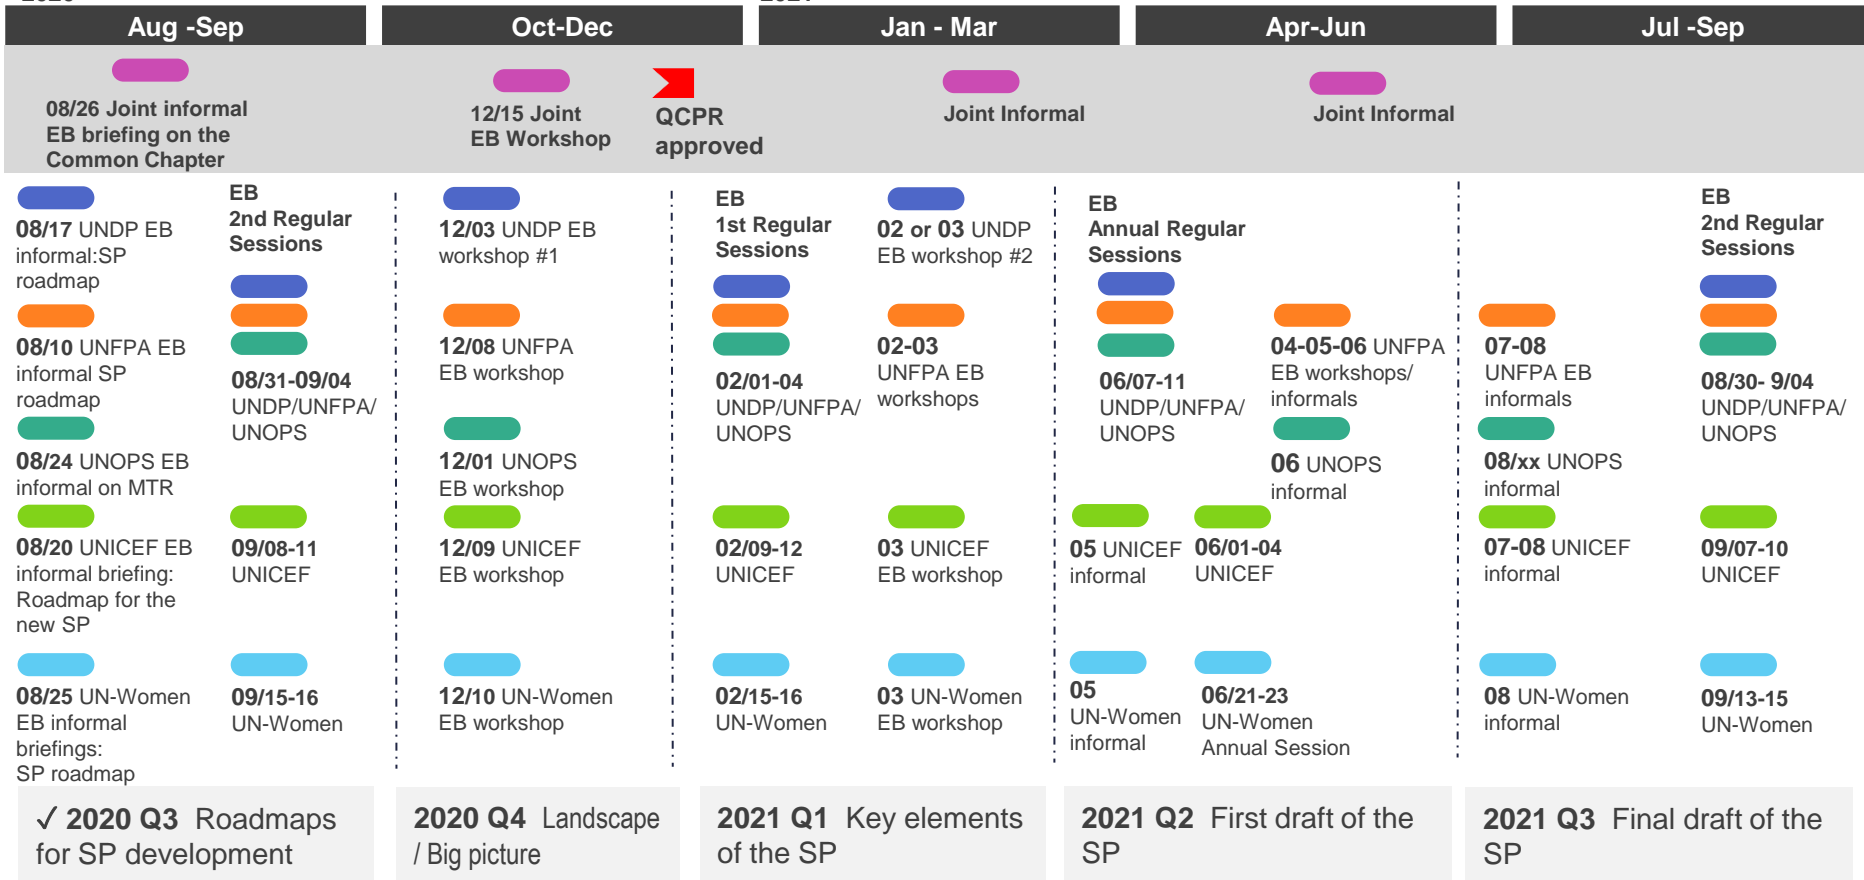 2020
2021
Aug -Sep
Oct-Dec
Jan - Mar
Apr-Jun
Jul -Sep
08/26 Joint informal
EB briefing on the
Common Chapter
12/15 Joint
EB Workshop
QCPR
approved
Joint Informal
Joint Informal
08/17 UNDP EB
informal:SP
roadmap
08/10 UNFPA EB
informal SP
roadmap
08/24 UNOPS EB
informal on MTR
08/20 UNICEF EB
informal briefing:
Roadmap for the
new SP
08/25 UN-Women
EB informal
briefings:
SP roadmap
EB
2nd Regular
Sessions
08/31-09/04
UNDP/UNFPA/
UNOPS
09/08-11
UNICEF
09/15-16
UN-Women
12/03 UNDP EB
workshop #1
12/08 UNFPA
EB workshop
12/01 UNOPS
EB workshop
12/09 UNICEF
EB workshop
12/10 UN-Women
EB workshop
EB
1st Regular
Sessions
02/01-04
UNDP/UNFPA/
UNOPS
02/09-12
UNICEF
02/15-16
UN-Women
02 or 03 UNDP
EB workshop #2
02-03
UNFPA EB
workshops
03 UNICEF
EB workshop
03 UN-Women
EB workshop
EB
Annual Regular
Sessions
06/07-11
UNDP/UNFPA/
UNOPS
04-05-06 UNFPA
EB workshops/
informals
06 UNOPS
informal
05 UNICEF
informal
06/01-04
UNICEF
05
UN-Women
informal
06/21-23
UN-Women
Annual Session
07-08
UNFPA EB
informals
08/xx UNOPS
informal
07-08 UNICEF
informal
08 UN-Women
informal
EB
2nd Regular
Sessions
08/30- 9/04
UNDP/UNFPA/
UNOPS
09/07-10
UNICEF
09/13-15
UN-Women
✓ 2020 Q3 Roadmaps
for SP development
2020 Q4 Landscape
/ Big picture
2021 Q1 Key elements
of the SP
2021 Q2 First draft of the
SP
2021 Q3 Final draft of the
SP